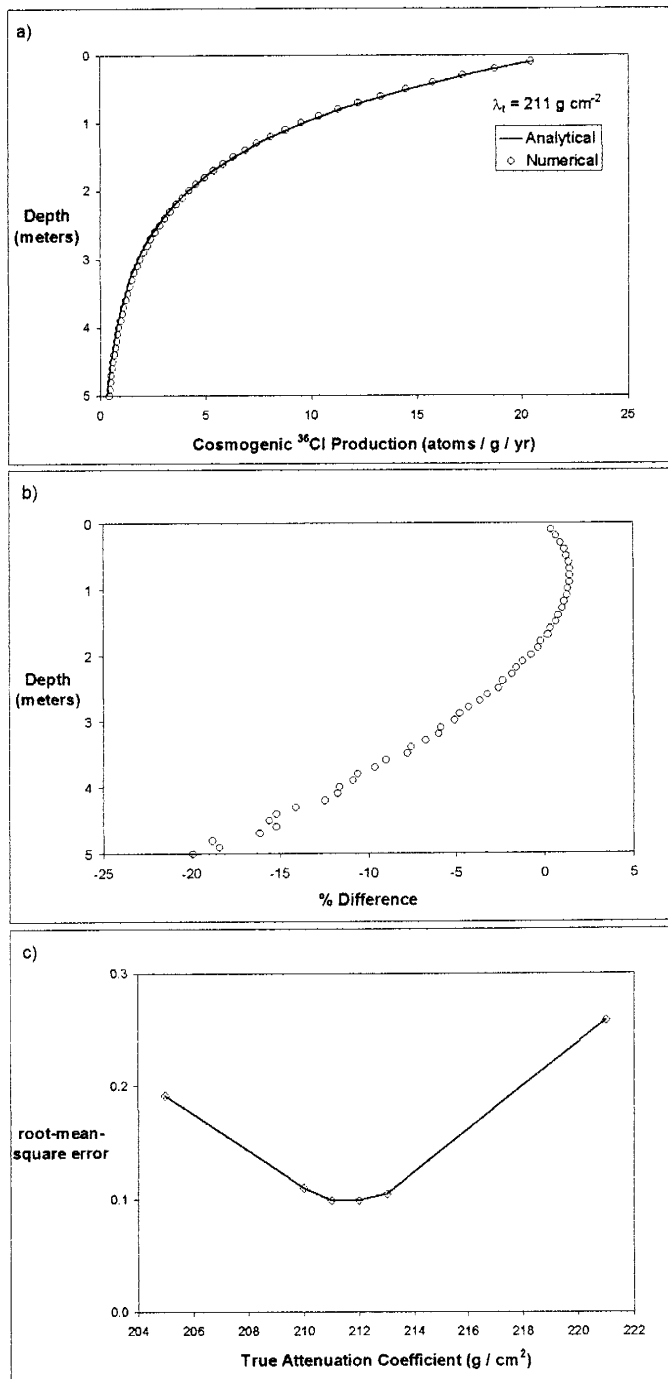 a)
0
1
2
3
4
5
Depth
(meters)
λt = 211 g cm-2
Analytical
Numerical
0 5 10 15 20 25
Cosmogenic 36Cl Production (atoms / g / yr)
b)
0
1
2
3
4
5
Depth
(meters)
-25 -20 -15 -10 -5 0 5
% Difference
c)
0.3
0.2
0.1
0.0
root-mean-
square error
204 206 208 210 212 214 216 218 220 222
True Attenuation Coefficient (g / cm2)